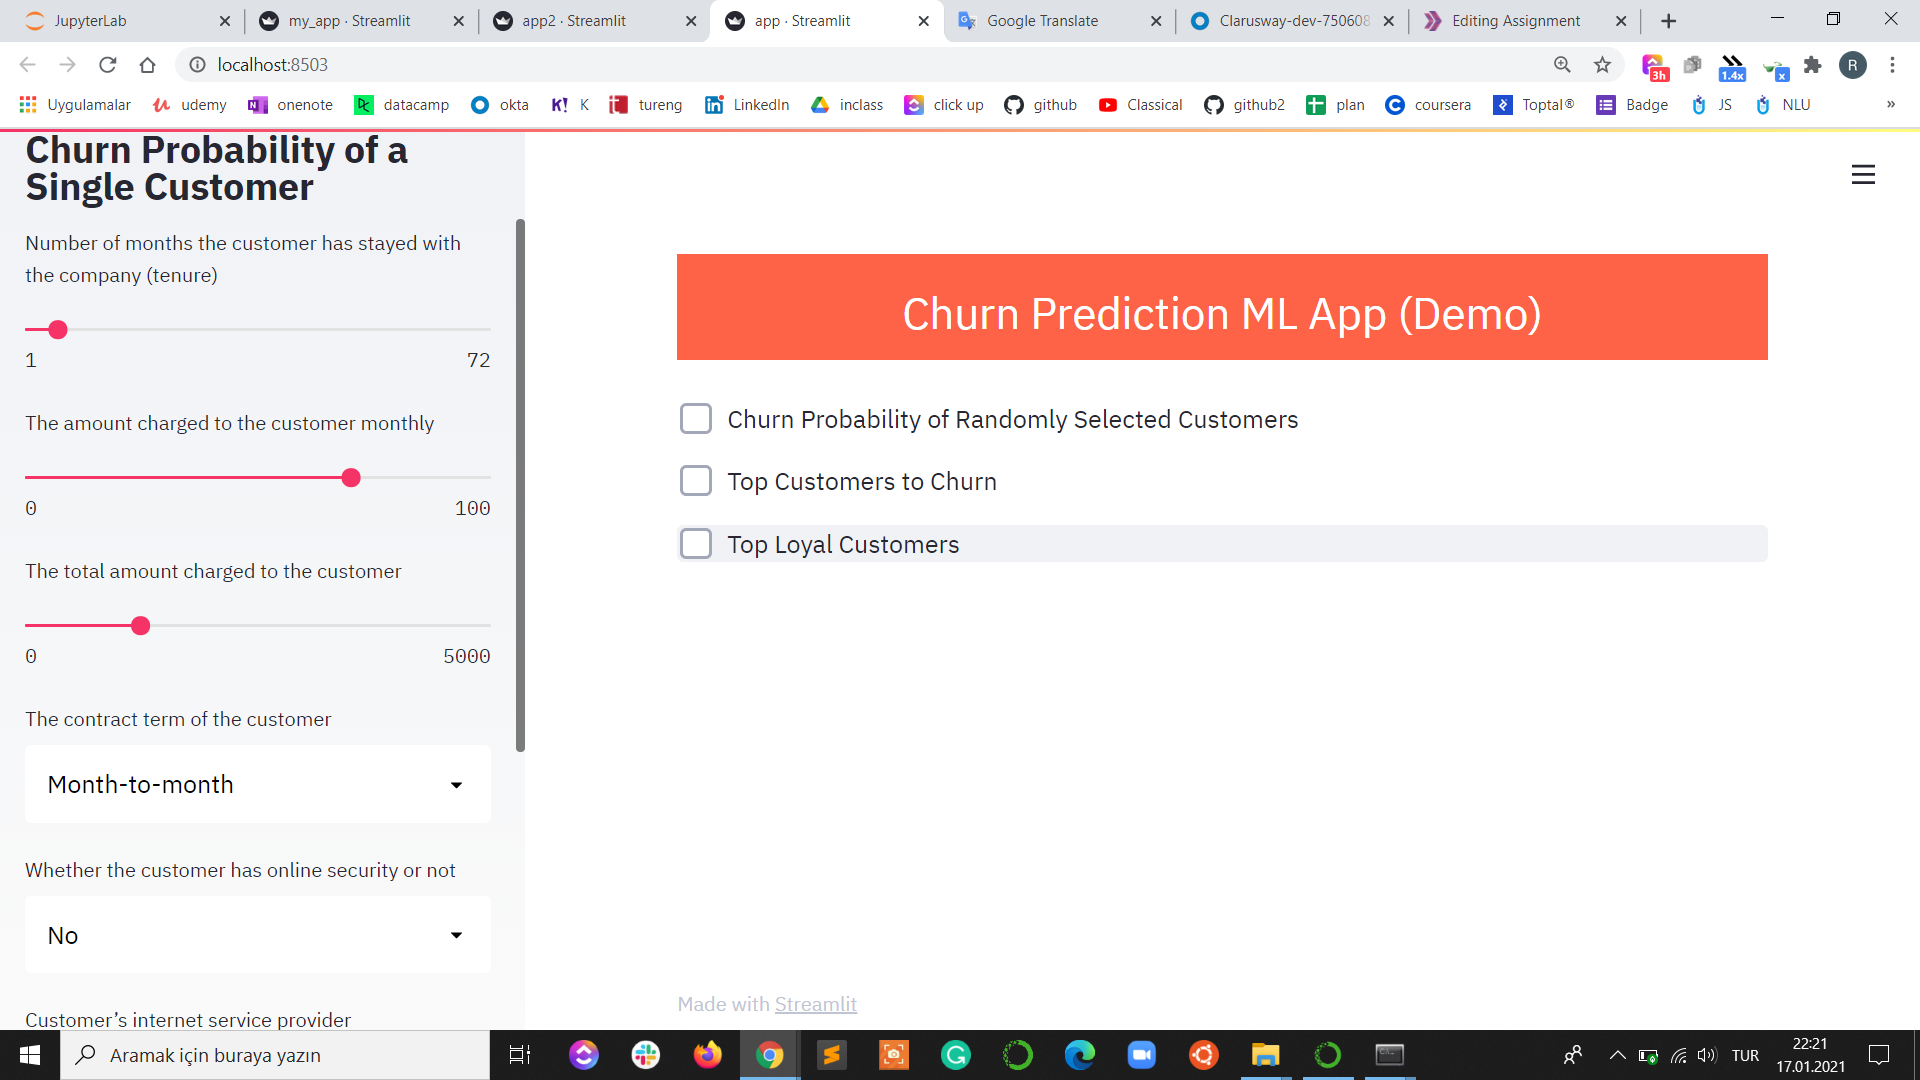 JupyterLab
my_app · Streamlit
app2 · Streamlit
app · Streamlit
Google Translate
Clarusway-dev-750608
Editing Assignment
localhost:8503
3h
1.4x
x
R
Uygulamalar
udemy
onenote
datacamp
okta
K
tureng
LinkedIn
inclass
click up
github
Classical
github2
plan
coursera
Toptal®
Badge
JS
NLU
»
Churn Probability of a
Single Customer
Number of months the customer has stayed with
the company (tenure)
1 72
The amount charged to the customer monthly
0 100
The total amount charged to the customer
0 5000
The contract term of the customer
Month-to-month
Whether the customer has online security or not
No
Customer’s internet service provider
Churn Prediction ML App (Demo)
Churn Probability of Randomly Selected Customers
Top Customers to Churn
Top Loyal Customers
Made with Streamlit
Aramak için buraya yazın
TUR
22:21
17.01.2021